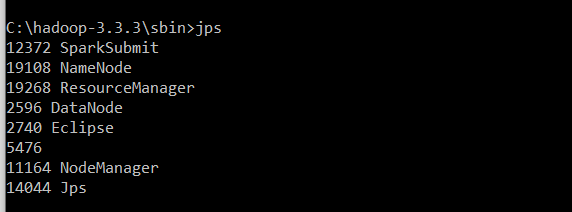 C:\hadoop-3.3.3\sbin>jps
12372 SparkSubmit
19108 NameNode
19268 ResourceManager
2596 DataNode
2740 Eclipse
5476
11164 NodeManager
14044 Jps